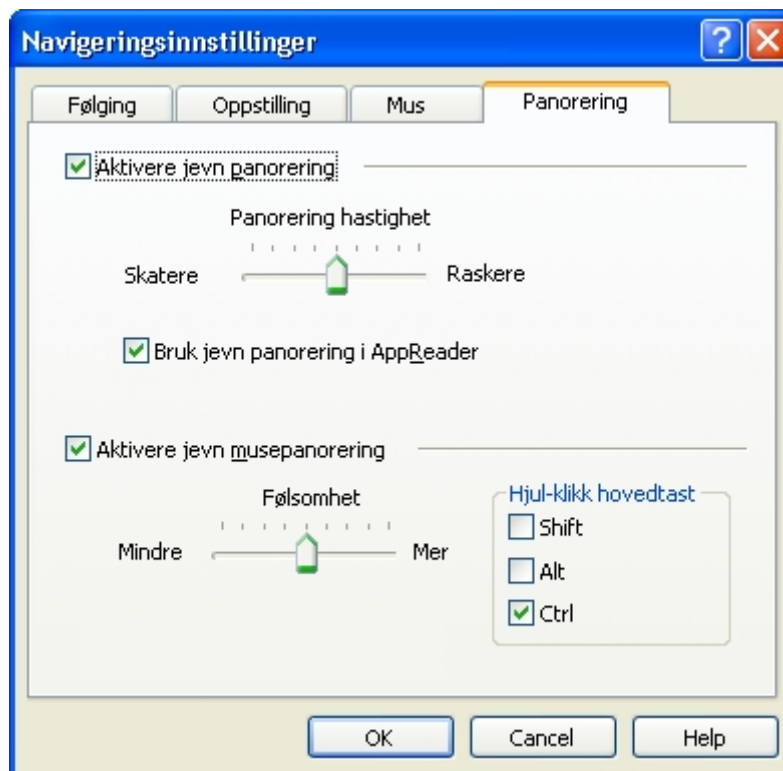 Navigeringsinnstillinger
Følging Oppstilling Mus Panorering
Aktivere jevn panorering
Panorering hastighet
Skatere Raskere
Bruk jevn panorering i AppReader
Aktivere jevn musepanorering
Følsomhet
Mindre Mer
Hjul-klikk hovedtast
Shift
Alt
Ctrl
OK Cancel Help